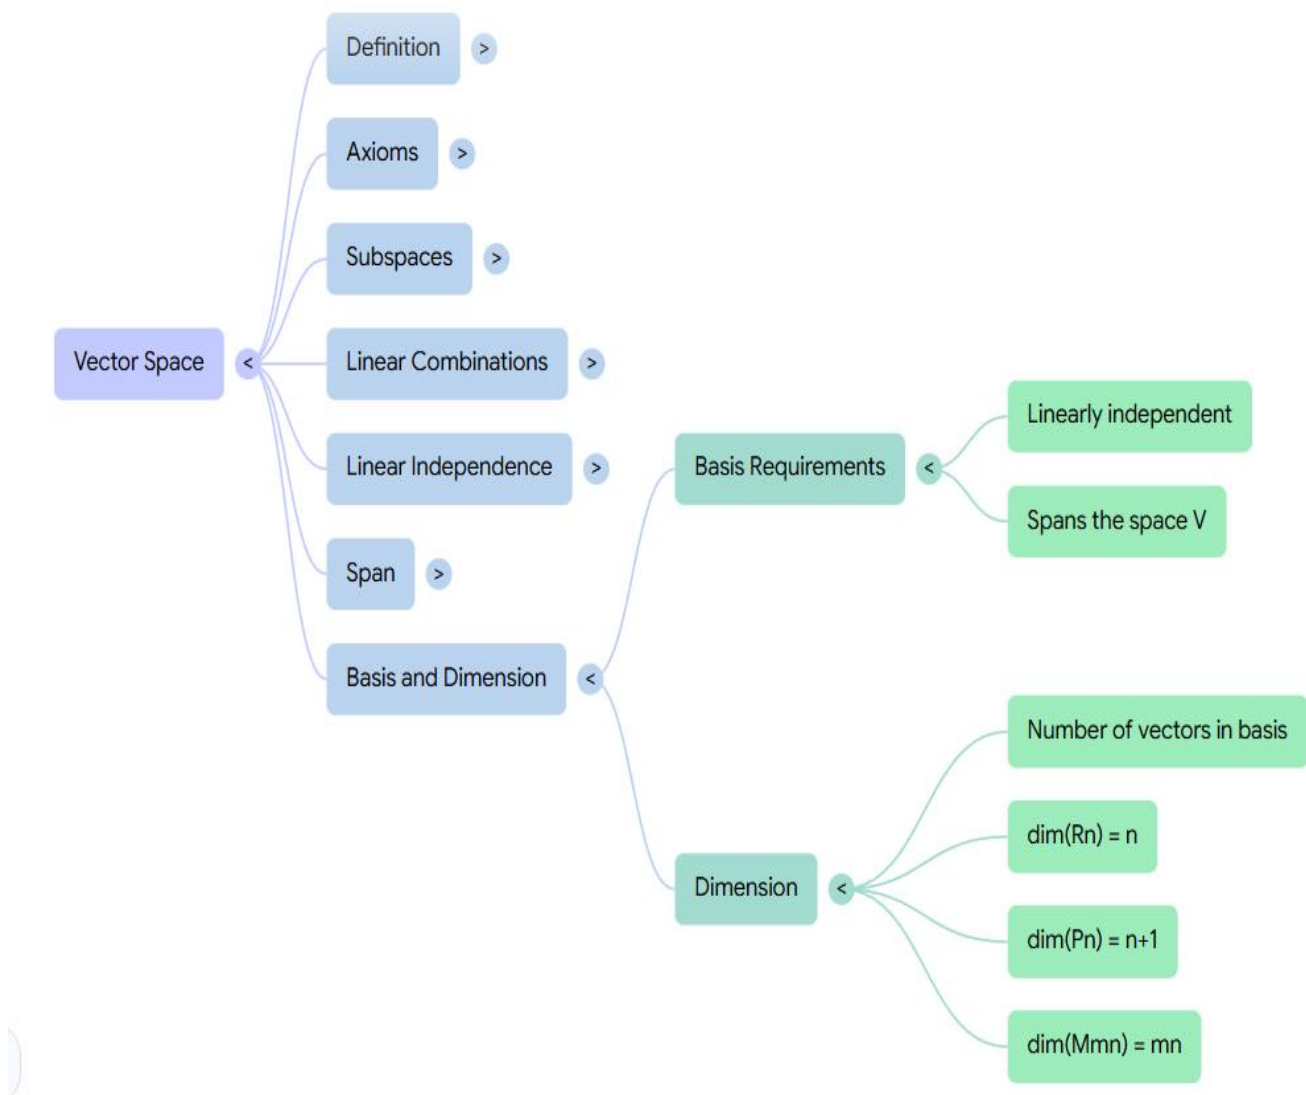 Definition >
Axioms >
Subspaces >
Vector Space <
Linear Combinations >
Linear Independence >
Span >
Basis and Dimension <
Basis Requirements <
Linearly independent
Spans the space V
Dimension <
Number of vectors in basis
dim(Rn) = n
dim(Pn) = n+1
dim(Mmn) = mn